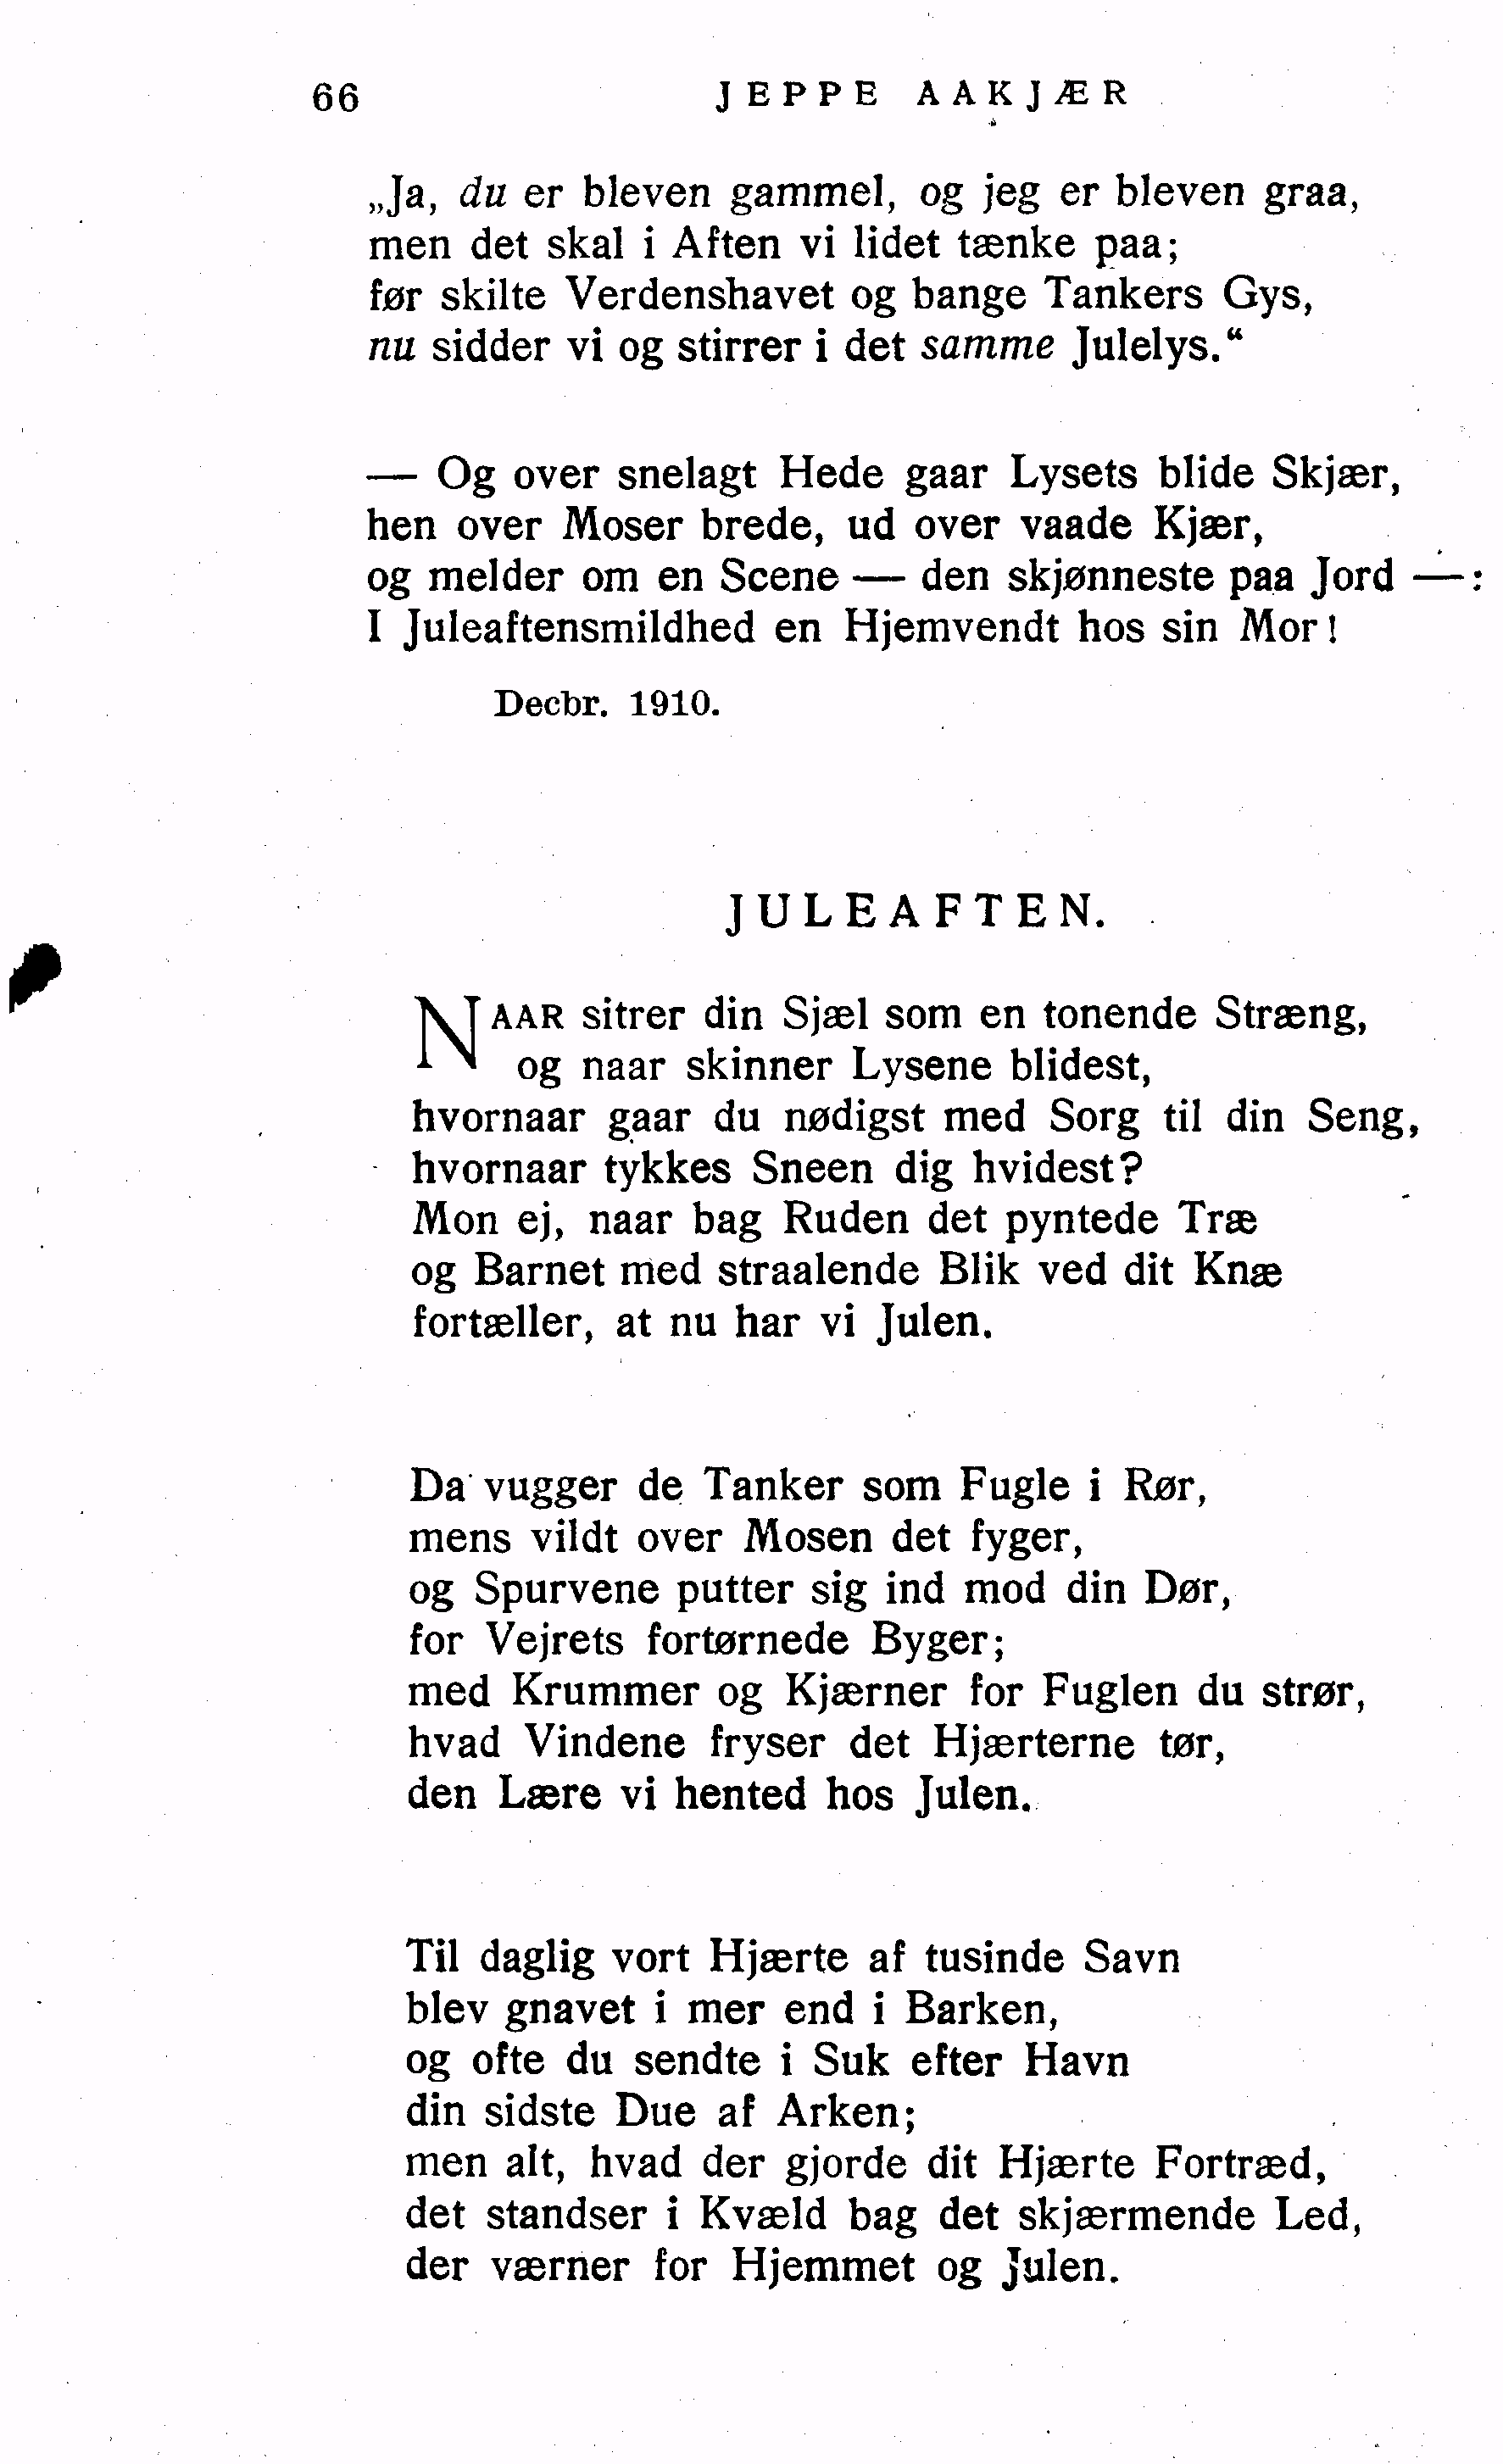 66 JEPPE AAKJÆR
„Ja, du er bleven gammel, og jeg er bleven graa,
men det skal i Aften vi lidet tænke paa;
før skilte Verdenshavet og bange Tankers Gys,
nu sidder vi og stirrer i det samme Julelys.“
— Og over snelagt Hede gaar Lysets blide Skjær,
hen over Moser brede, ud over vaade Kjær,
og melder om en Scene — den skjønneste paa Jord —:
I Juleaftensmildhed en Hjemvendt hos sin Mor!
Decbr. 1910.
JULEAFTEN.
NAAR sitrer din Sjæl som en tonende Stræng,
og naar skinner Lysene blidest,
hvornaar gaar du nødigst med Sorg til din Seng,
hvornaar tykkes Sneen dig hvidest?
Mon ej, naar bag Ruden det pyntede Træ
og Barnet med straalende Blik ved dit Knæ
fortæller, at nu har vi Julen.
Da vugger de Tanker som Fugle i Rør,
mens vildt over Mosen det fyger,
og Spurvene putter sig ind mod din Dør,
for Vejrets fortørnede Byger;
med Krummer og Kjærner for Fuglen du strør,
hvad Vindene fryser det Hjærterne tør,
den Lære vi hented hos Julen.
Til daglig vort Hjærte af tusinde Savn
blev gnavet i mer end i Barken,
og ofte du sendte i Suk efter Havn
din sidste Due af Arken;
men alt, hvad der gjorde dit Hjærte Fortræd,
det standser i Kvæld bag det skjærmende Led,
der værner for Hjemmet og Julen.